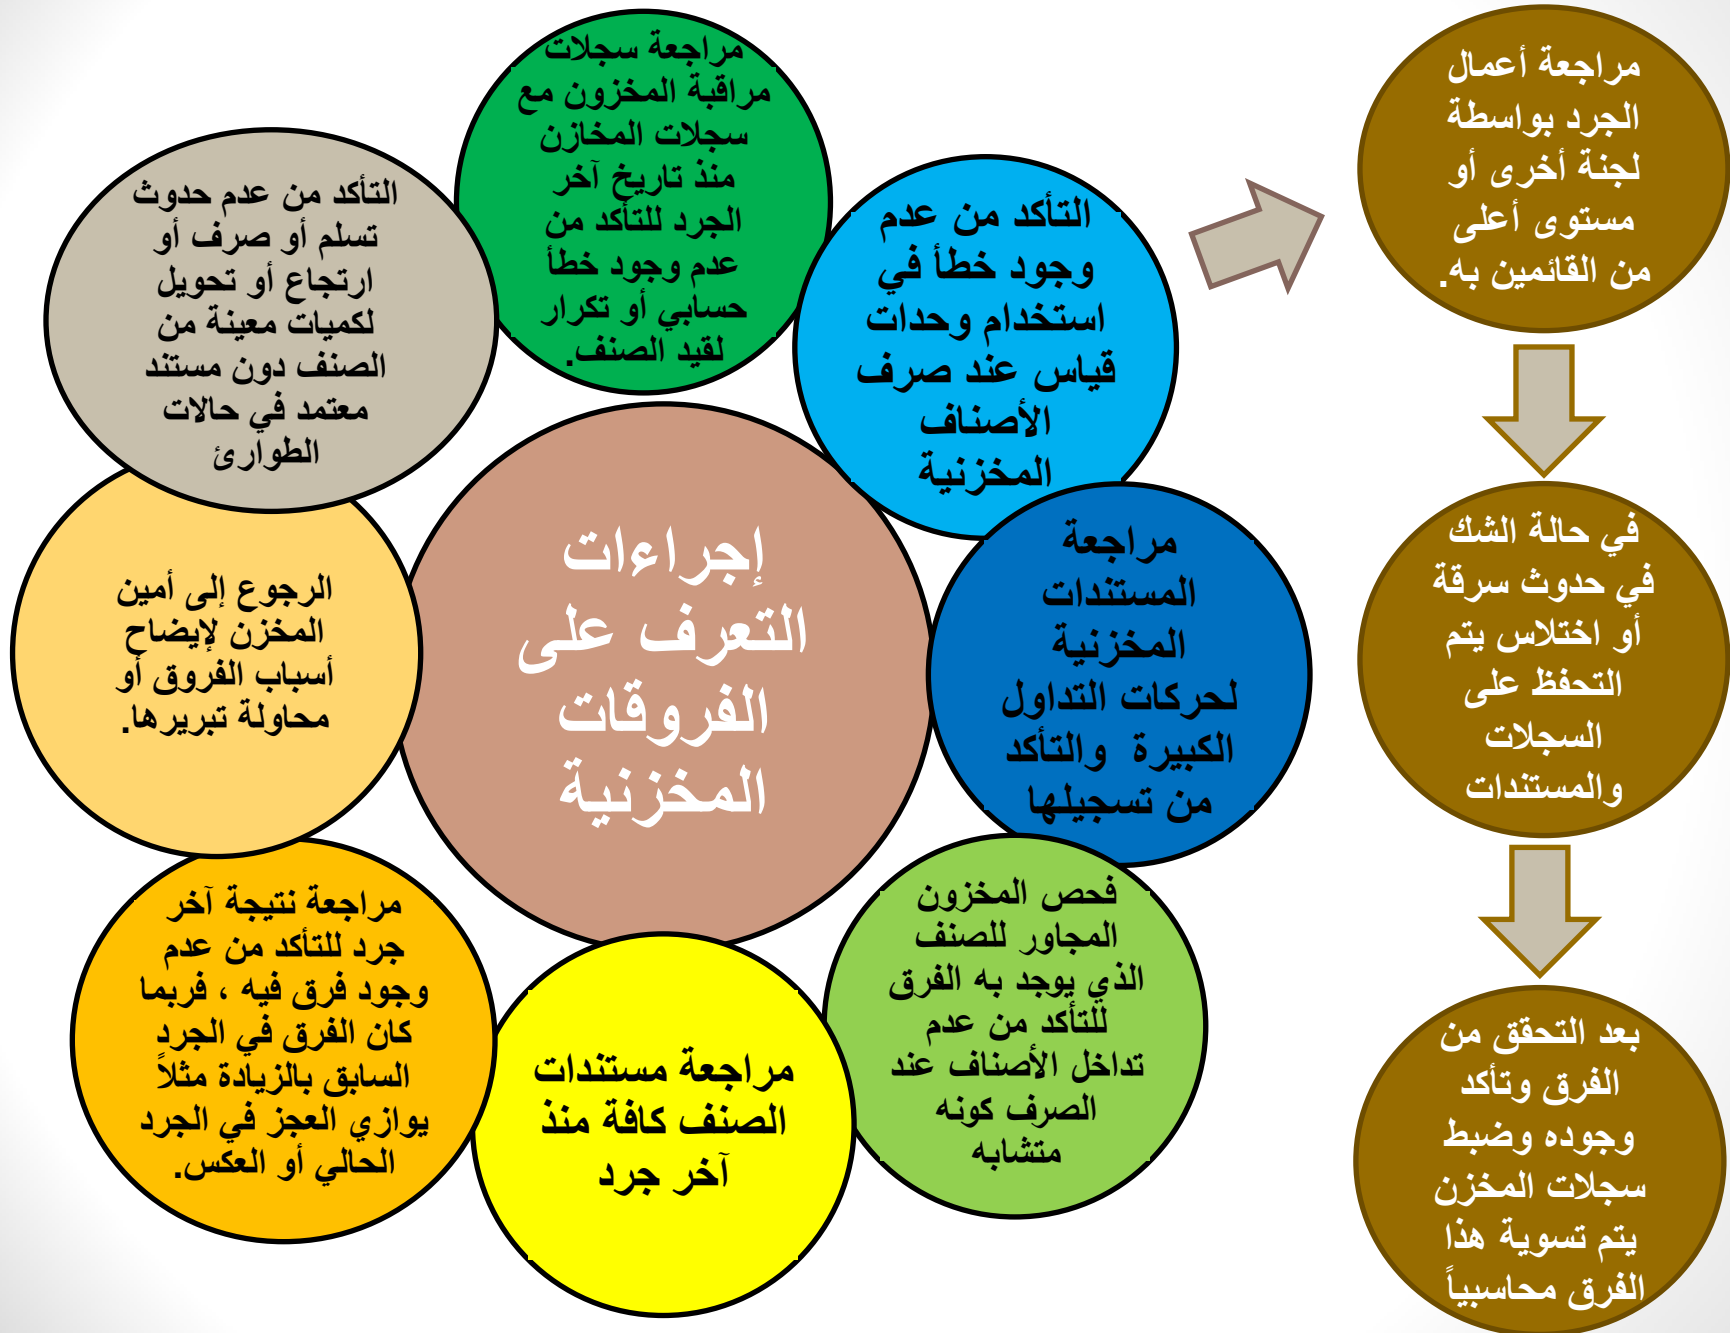 إجراءات
التعرف على
الفروقات
المخزنية
مراجعة سجلات
مراقبة المخزون مع
سجلات المخازن
منذ تاريخ آخر
الجرد للتأكد من
عدم وجود خطأ
حسابي أو تكرار
لقيد الصنف.
التأكد من عدم
وجود خطأ في
استخدام وحدات
قياس عند صرف
الأصناف
المخزنية
مراجعة
المستندات
المخزنية
لحركات التداول
الكبيرة والتأكد
من تسجيلها
فحص المخزون
المجاور للصنف
الذي يوجد به الفرق
للتأكد من عدم
تداخل الأصناف عند
الصرف كونه
متشابه
مراجعة مستندات
الصنف كافة منذ
آخر جرد
مراجعة نتيجة آخر
جرد للتأكد من عدم
وجود فرق فيه ، فربما
كان الفرق في الجرد
السابق بالزيادة مثلاً
يوازي العجز في الجرد
الحالي أو العكس.
الرجوع إلى أمين
المخزن لإيضاح
أسباب الفروق أو
محاولة تبريرها.
التأكد من عدم حدوث
تسلم أو صرف أو
ارتجاع أو تحويل
لكميات معينة من
الصنف دون مستند
معتمد في حالات
الطوارئ
مراجعة أعمال
الجرد بواسطة
لجنة أخرى أو
مستوى أعلى
من القائمين به.
في حالة الشك
في حدوث سرقة
أو اختلاس يتم
التحفظ على
السجلات
والمستندات
بعد التحقق من
الفرق وتأكد
وجوده وضبط
سجلات المخزن
يتم تسوية هذا
الفرق محاسبياً